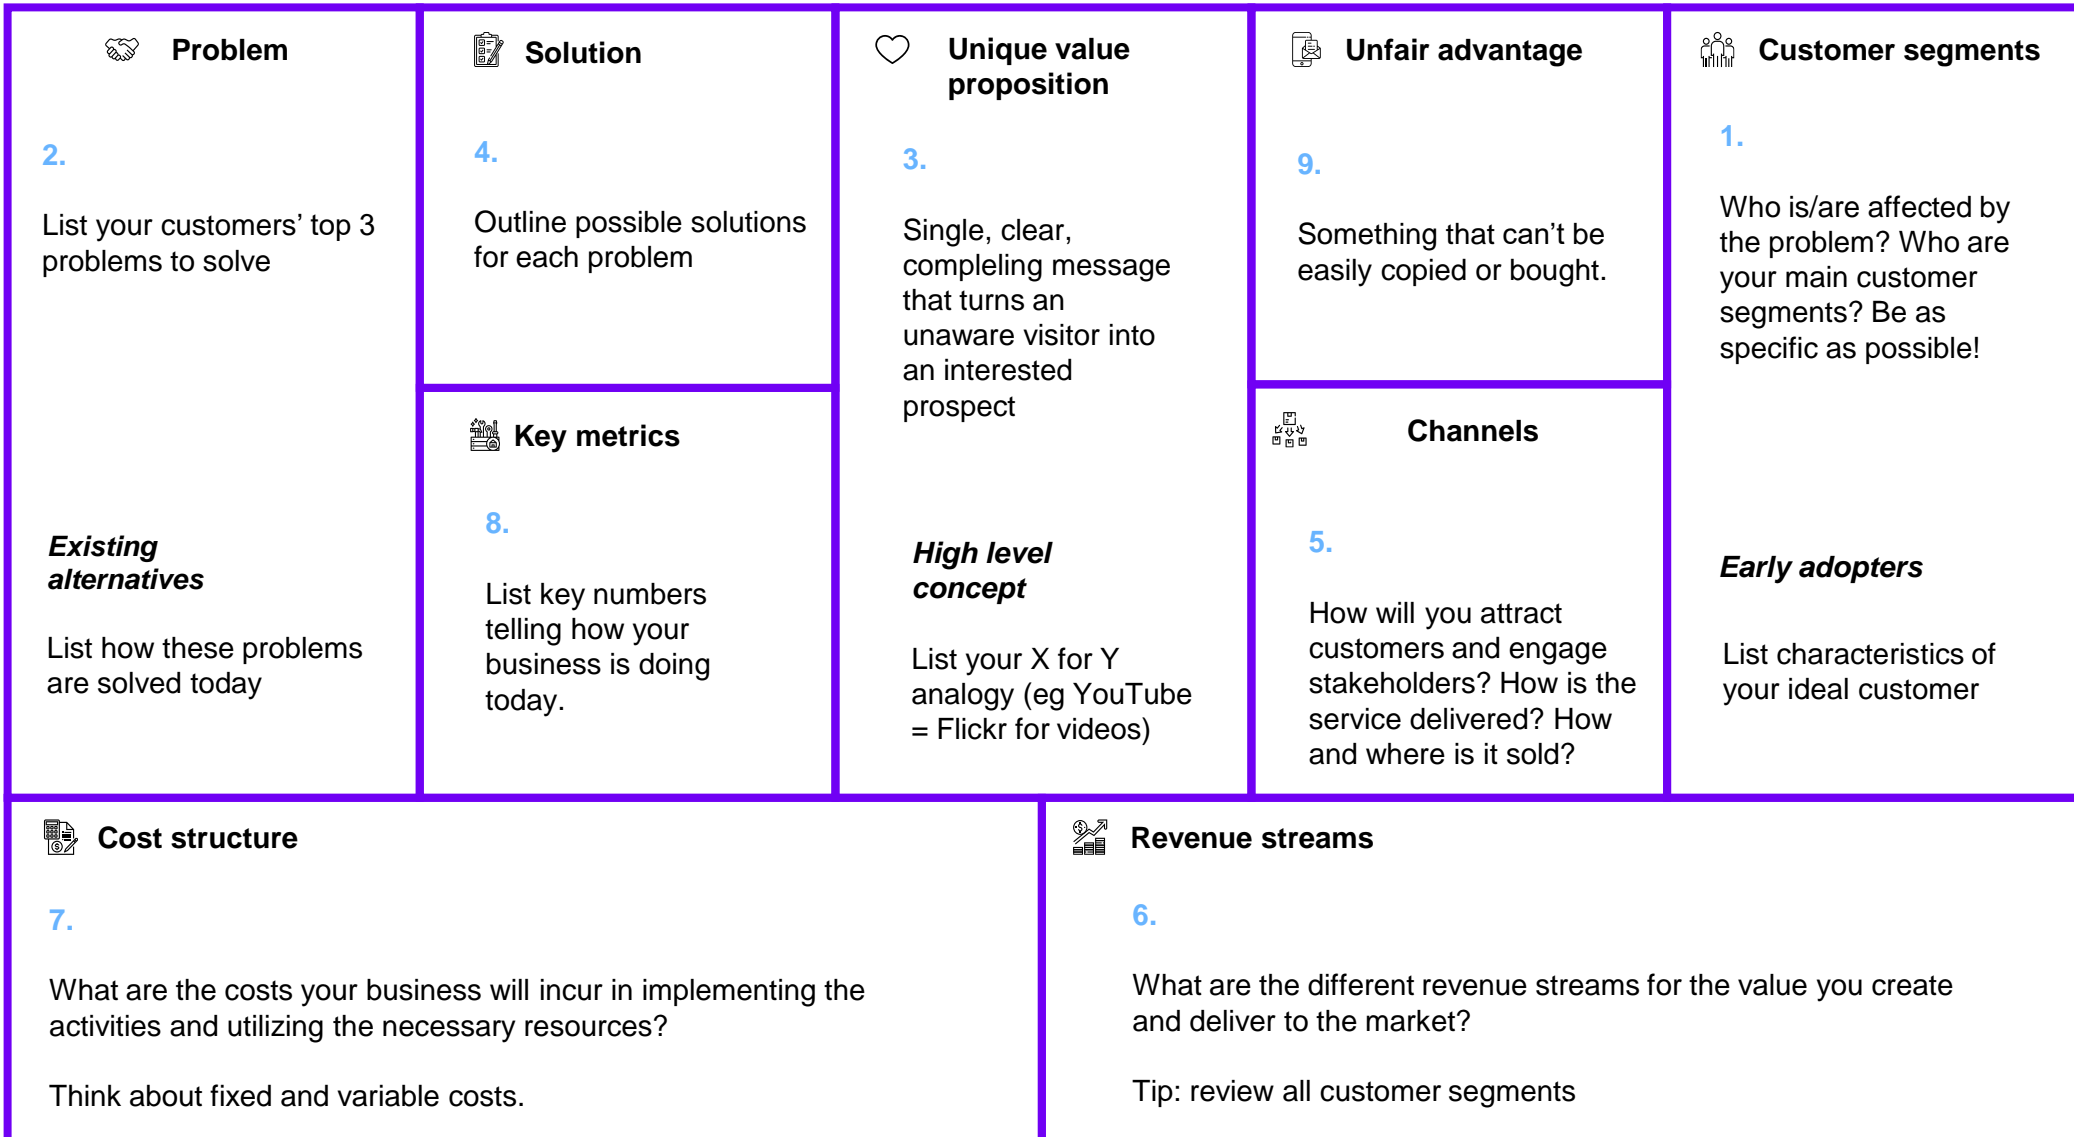 Problem
2.
List your customers’ top 3
problems to solve
Existing
alternatives
List how these problems
are solved today
Solution
4.
Outline possible solutions
for each problem
Key metrics
8.
List key numbers
telling how your
business is doing
today.
Unique value
proposition
3.
Single, clear,
compleling message
that turns an
unaware visitor into
an interested
prospect
High level
concept
List your X for Y
analogy (eg YouTube
= Flickr for videos)
Unfair advantage
9.
Something that can’t be
easily copied or bought.
Channels
5.
How will you attract
customers and engage
stakeholders? How is the
service delivered? How
and where is it sold?
Customer segments
1.
Who is/are affected by
the problem? Who are
your main customer
segments? Be as
specific as possible!
Early adopters
List characteristics of
your ideal customer
Cost structure
7.
What are the costs your business will incur in implementing the
activities and utilizing the necessary resources?
Think about fixed and variable costs.
Revenue streams
6.
What are the different revenue streams for the value you create
and deliver to the market?
Tip: review all customer segments